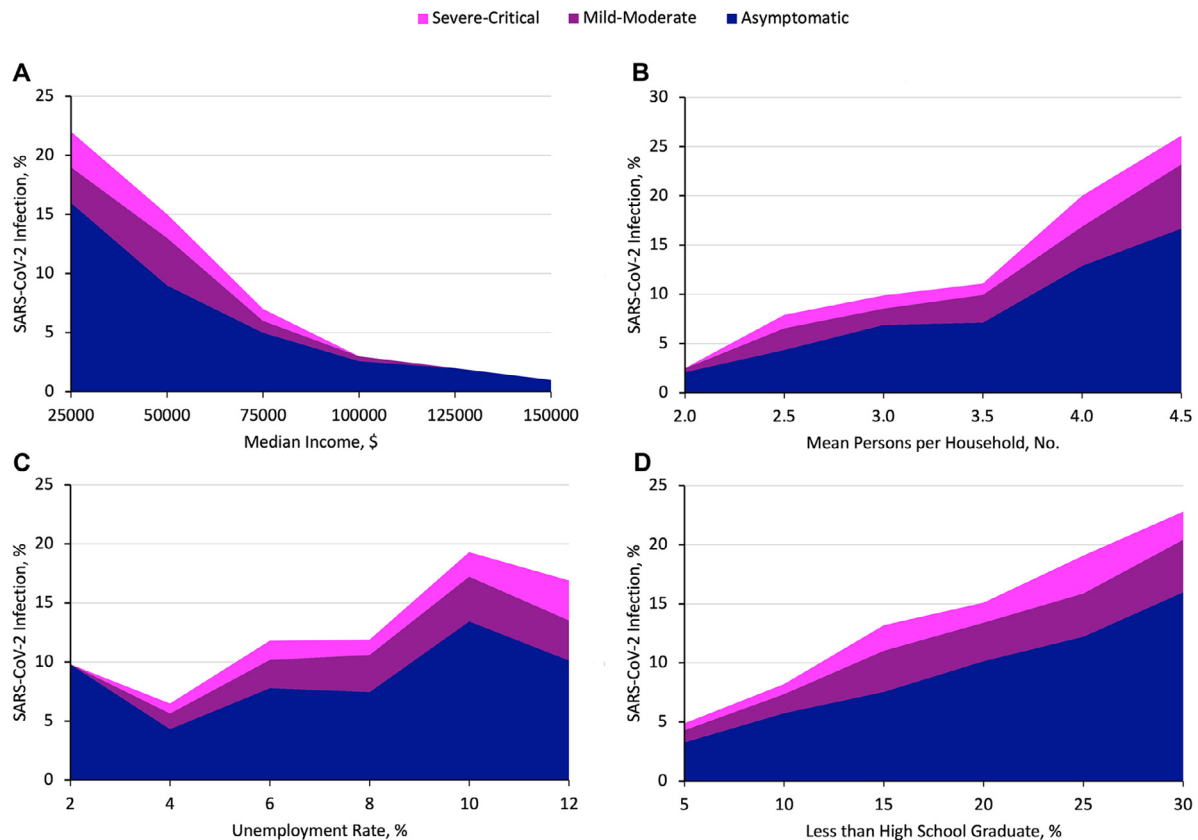 Severe-Critical Mild-Moderate Asymptomatic
A
25
20
15
10
5
0
SARS-CoV-2 Infection, %
25000 50000 75000 100000 125000 150000
Median Income, $
B
30
25
20
15
10
5
0
SARS-CoV-2 Infection, %
2.0 2.5 3.0 3.5 4.0 4.5
Mean Persons per Household, No.
C
25
20
15
10
5
0
SARS-CoV-2 Infection, %
2 4 6 8 10 12
Unemployment Rate, %
D
25
20
15
10
5
0
SARS-CoV-2 Infection, %
5 10 15 20 25 30
Less than High School Graduate, %